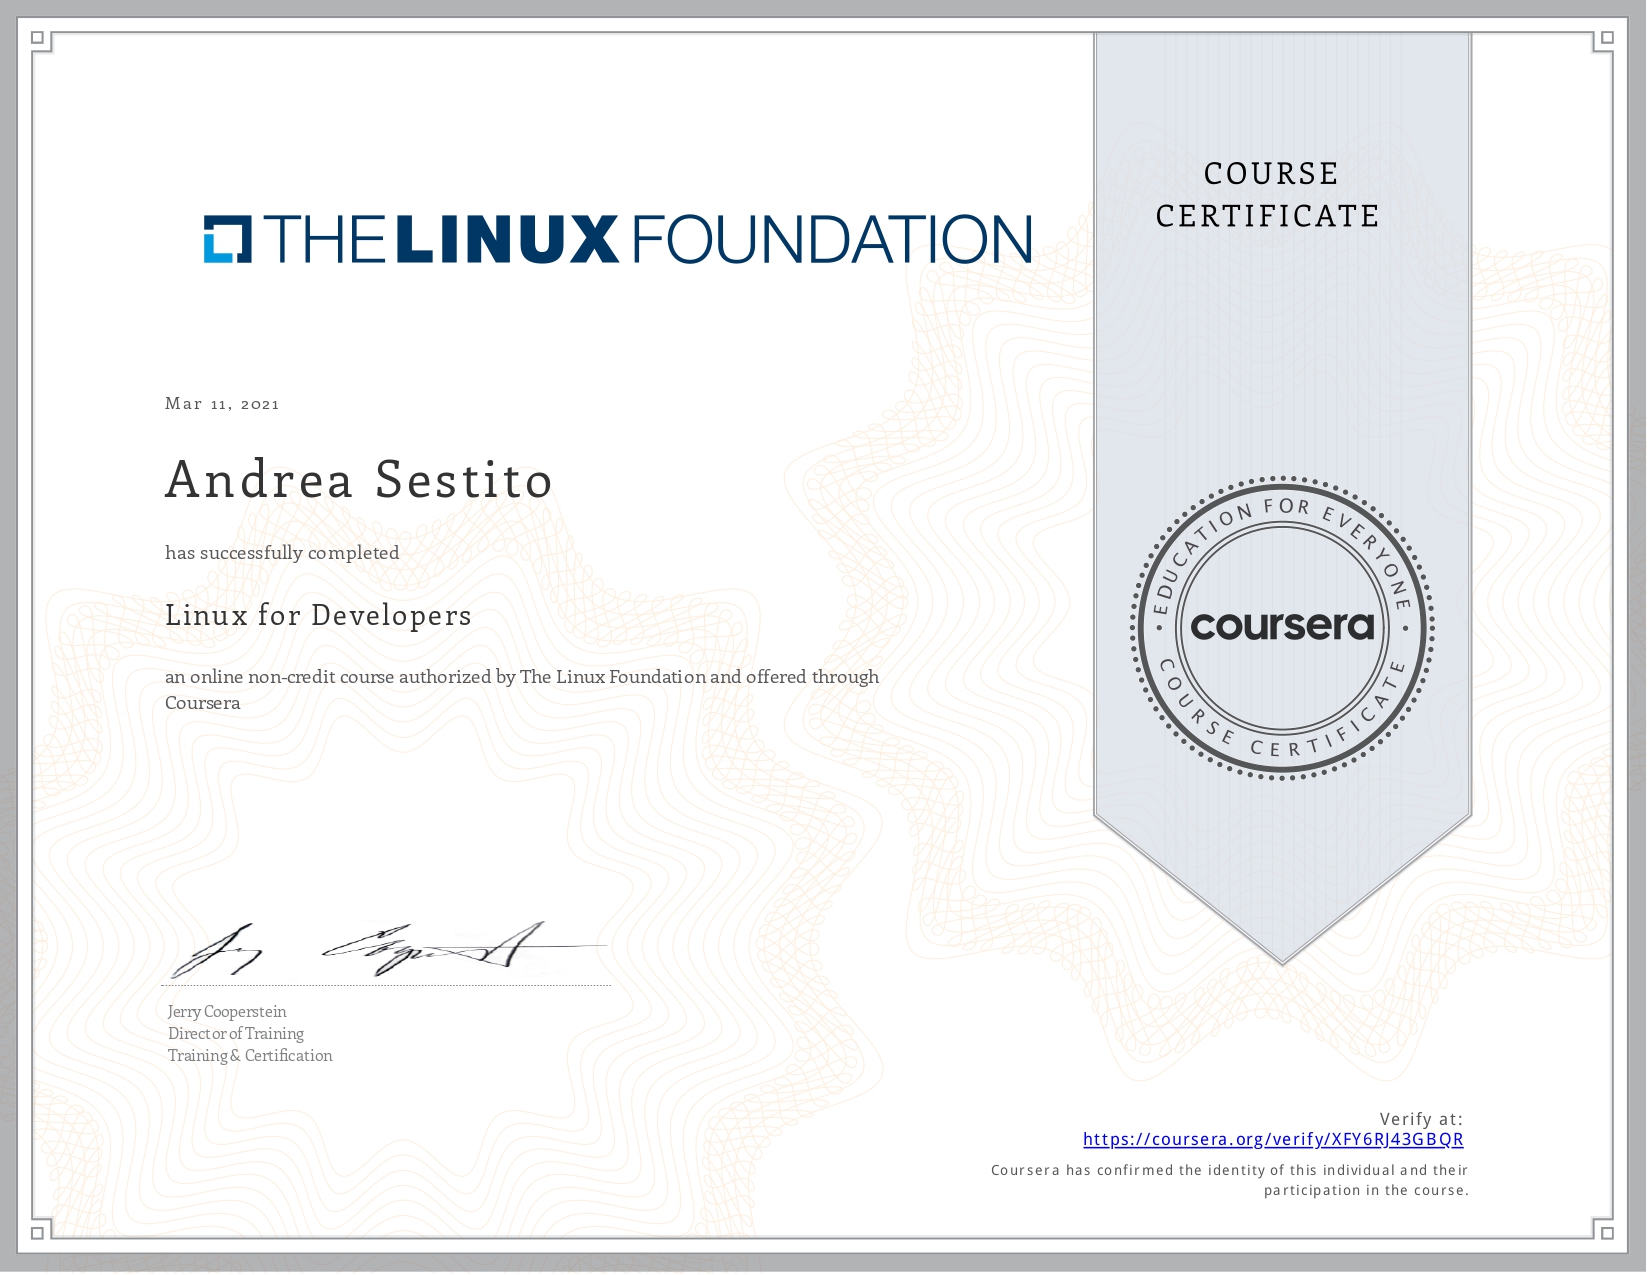 THE LINUX FOUNDATION
COURSE
CERTIFICATE
Mar 11, 2021
Andrea Sestito
has successfully completed
Linux for Developers
an online non-credit course authorized by The Linux Foundation and offered through
Coursera
EDUCATION FOR EVERYONE
coursera
COURSE CERTIFICATE
Jerry Cooperstein
Director of Training
Training & Certification
Verify at:
https://coursera.org/verify/XFY6RJ43GBQR
Coursera has confirmed the identity of this individual and their
participation in the course.